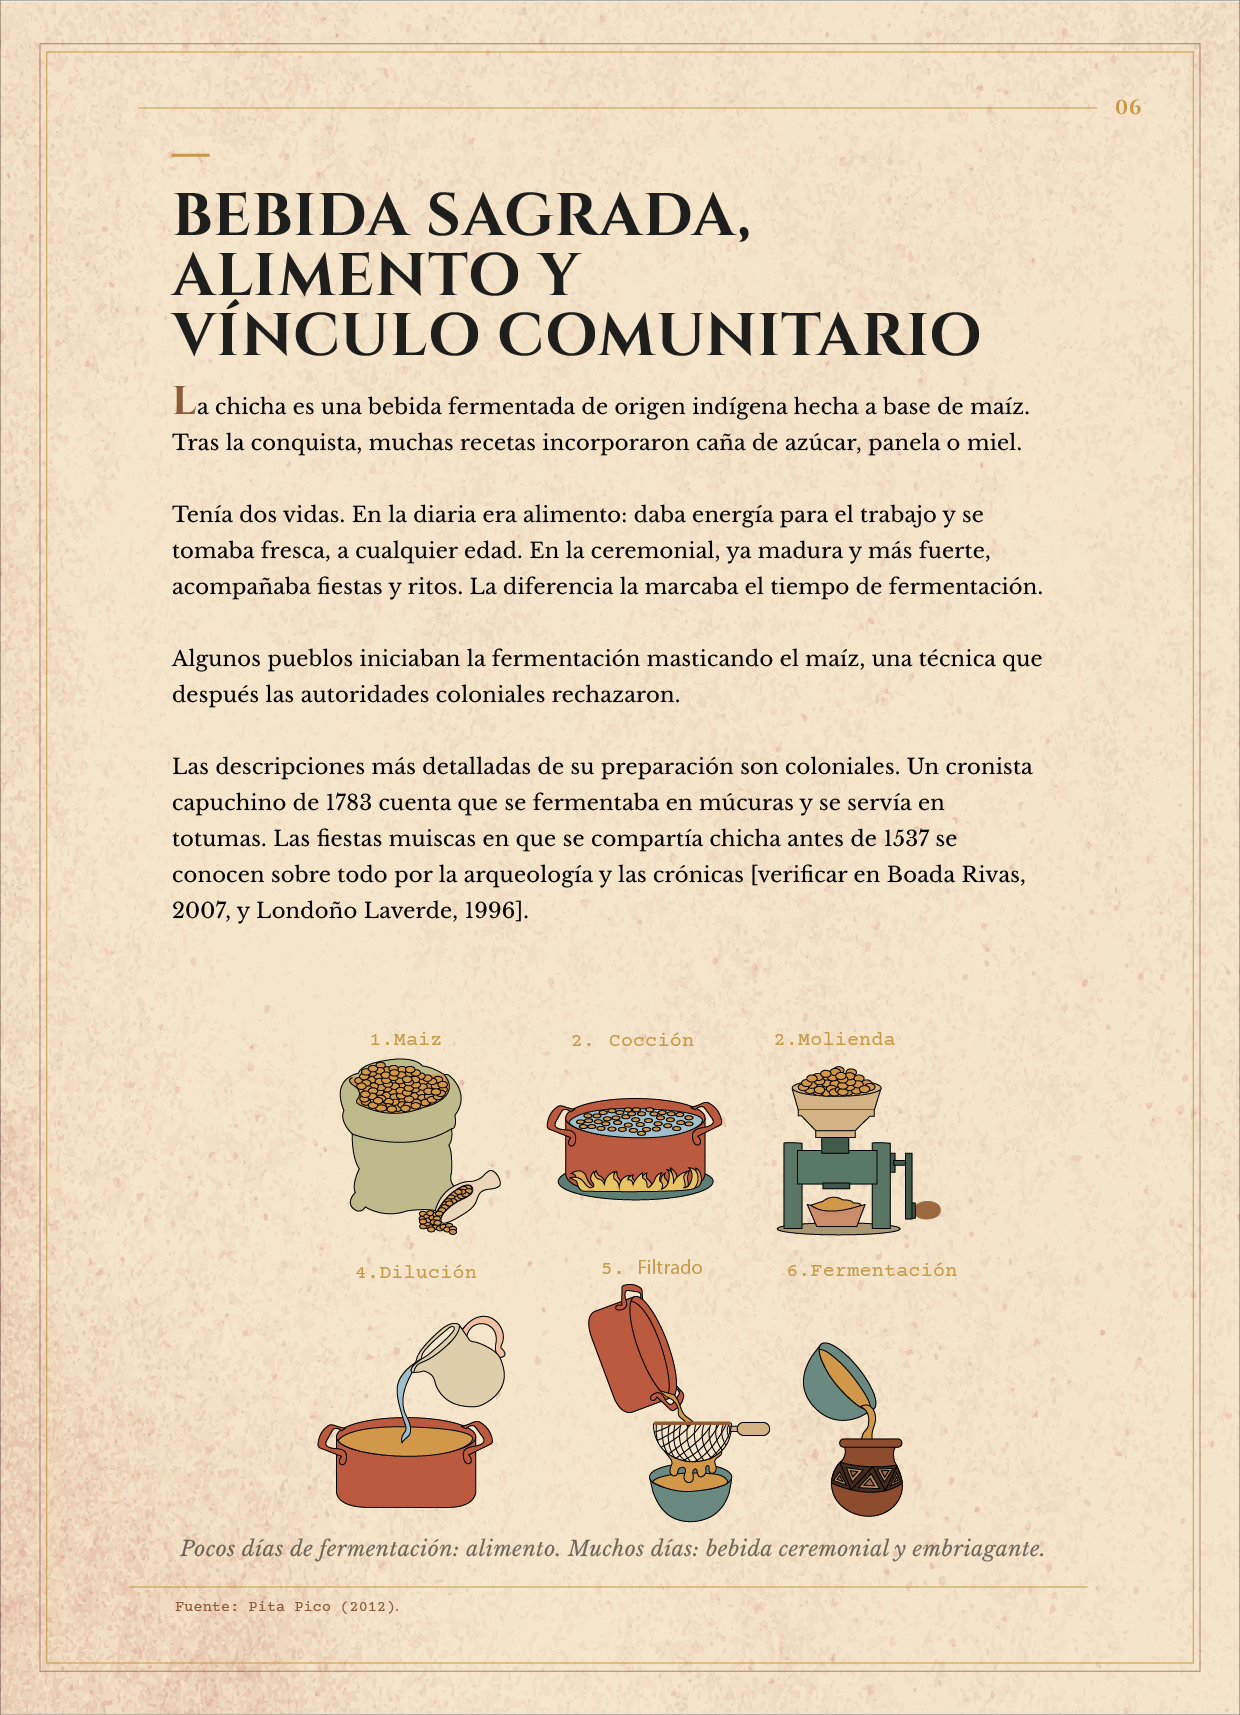 06
BEBIDA SAGRADA,
ALIMENTO Y
VÍNCULO COMUNITARIO
La chicha es una bebida fermentada de origen indígena hecha a base de maíz.
Tras la conquista, muchas recetas incorporaron caña de azúcar, panela o miel.
Tenía dos vidas. En la diaria era alimento: daba energía para el trabajo y se
tomaba fresca, a cualquier edad. En la ceremonial, ya madura y más fuerte,
acompañaba fiestas y ritos. La diferencia la marcaba el tiempo de fermentación.
Algunos pueblos iniciaban la fermentación masticando el maíz, una técnica que
después las autoridades coloniales rechazaron.
Las descripciones más detalladas de su preparación son coloniales. Un cronista
capuchino de 1783 cuenta que se fermentaba en múcuras y se servía en
totumas. Las fiestas muiscas en que se compartía chicha antes de 1537 se
conocen sobre todo por la arqueología y las crónicas [verificar en Boada Rivas,
2007, y Londoño Laverde, 1996].
1.Maiz
2. Cocción
2.Molienda
4.Dilución
5. Filtrado
6.Fermentación
Pocos días de fermentación: alimento. Muchos días: bebida ceremonial y embriagante.
Fuente: Pita Pico (2012).